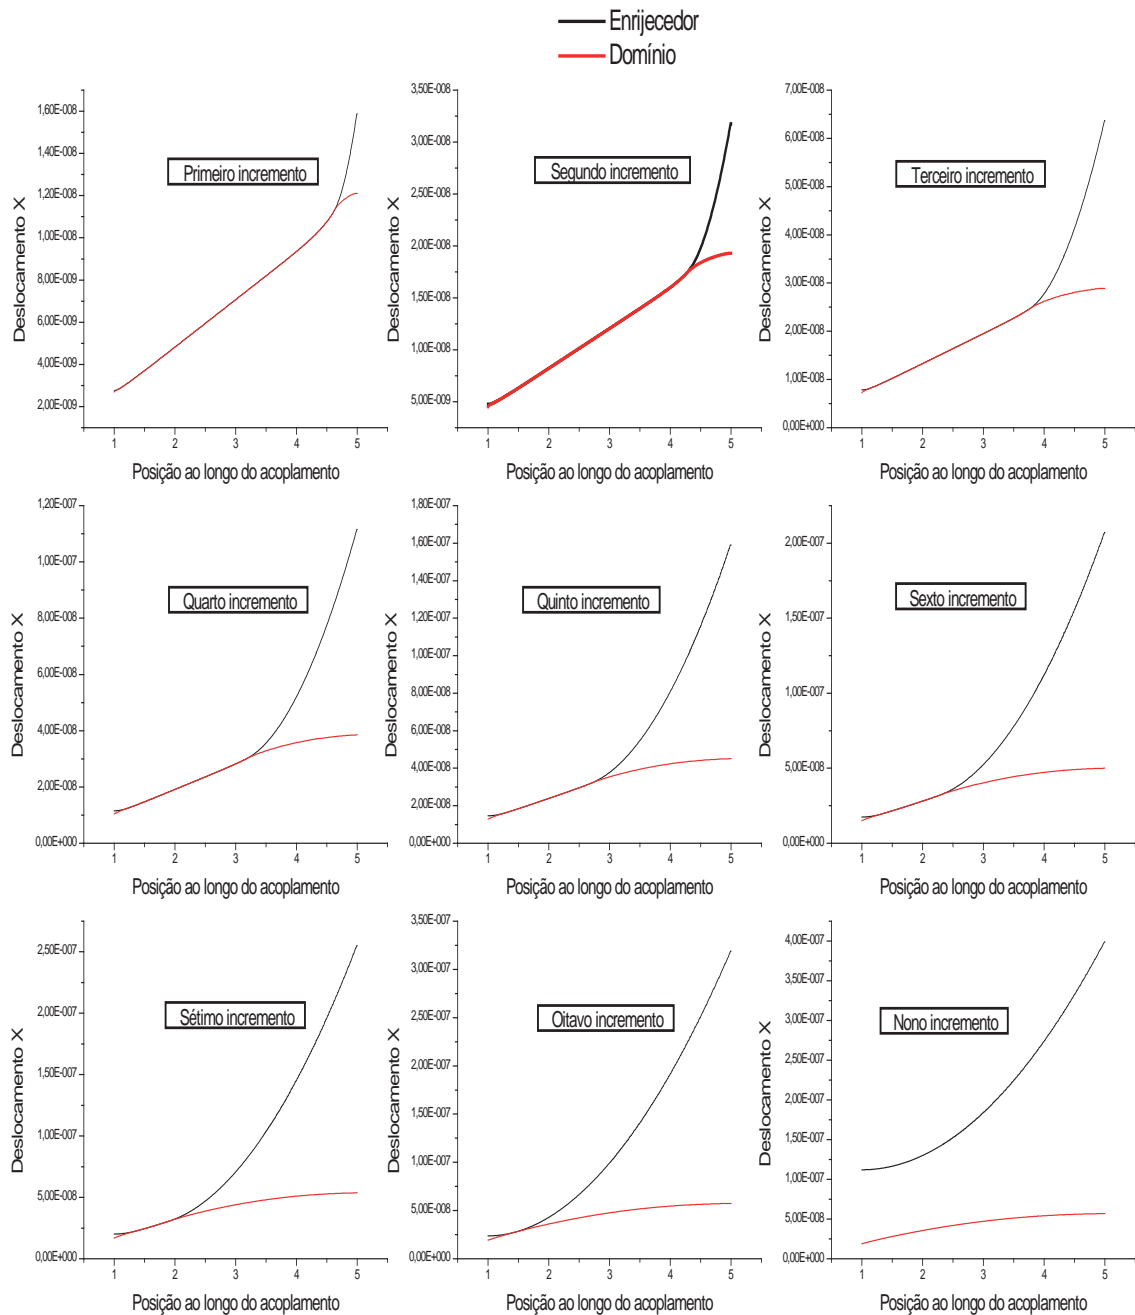 Enrijecedor
Domínio
1,60E-008
1,40E-008
1,20E-008
1,00E-008
8,00E-009
6,00E-009
4,00E-009
2,00E-009
Deslocamento X
Primeiro incremento
1 2 3 4 5
Posição ao longo do acoplamento
3,50E-008
3,00E-008
2,50E-008
2,00E-008
1,50E-008
1,00E-008
5,00E-009
Deslocamento X
Segundo incremento
1 2 3 4 5
Posição ao longo do acoplamento
7,00E-008
6,00E-008
5,00E-008
4,00E-008
3,00E-008
2,00E-008
1,00E-008
0,00E+000
Deslocamento X
Terceiro incremento
1 2 3 4 5
Posição ao longo do acoplamento
1,20E-007
1,00E-007
8,00E-008
6,00E-008
4,00E-008
2,00E-008
0,00E+000
Deslocamento X
Quarto incremento
1 2 3 4 5
Posição ao longo do acoplamento
1,80E-007
1,60E-007
1,40E-007
1,20E-007
1,00E-007
8,00E-008
6,00E-008
4,00E-008
2,00E-008
0,00E+000
Deslocamento X
Quinto incremento
1 2 3 4 5
Posição ao longo do acoplamento
2,00E-007
1,50E-007
1,00E-007
5,00E-008
0,00E+000
Deslocamento X
Sexto incremento
1 2 3 4 5
Posição ao longo do acoplamento
2,50E-007
2,00E-007
1,50E-007
1,00E-007
5,00E-008
0,00E+000
Deslocamento X
Sétimo incremento
1 2 3 4 5
Posição ao longo do acoplamento
3,50E-007
3,00E-007
2,50E-007
2,00E-007
1,50E-007
1,00E-007
5,00E-008
0,00E+000
Deslocamento X
Oitavo incremento
1 2 3 4 5
Posição ao longo do acoplamento
4,00E-007
3,50E-007
3,00E-007
2,50E-007
2,00E-007
1,50E-007
1,00E-007
5,00E-008
0,00E+000
Deslocamento X
Nono incremento
1 2 3 4 5
Posição ao longo do acoplamento